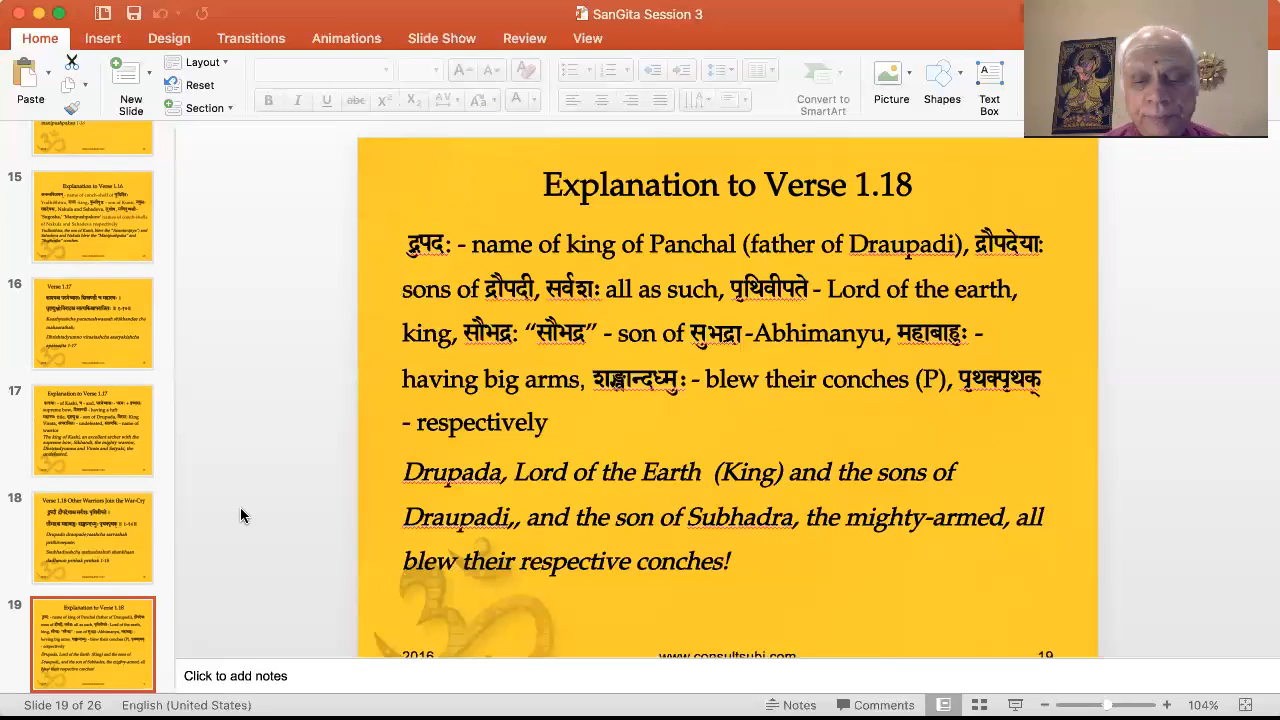 SanGita Session 3
Home Insert Design Transitions Animations Slide Show Review View
Paste
New
Slide
Layout
Reset
Section
B I U abc X² X₂ AV Aa A
Convert to
SmartArt
Picture
Shapes
Text
Box
15
Explanation to Verse 1.16
16
Verse 1.17
17
Explanation to Verse 1.17
18
Verse 1.18 Other Warriors Join the War-Cry
19
Explanation to Verse 1.18
Explanation to Verse 1.18
द्रुपदः - name of king of Panchal (father of Draupadi), द्रौपदेयाः
sons of द्रौपदी, सर्वशः all as such, पृथिवीपते - Lord of the earth,
king, सौभद्रः “सौभद्र” - son of सुभद्रा -Abhimanyu, महाबाहुः -
having big arms, शङ्खान्दध्मुः - blew their conches (P), पृथक्पृथक्
- respectively
Drupada, Lord of the Earth (King) and the sons of
Draupadi,, and the son of Subhadra, the mighty-armed, all
blew their respective conches!
2016 www.consultsubi.com 19
Click to add notes
Slide 19 of 26 English (United States) Notes Comments 104%